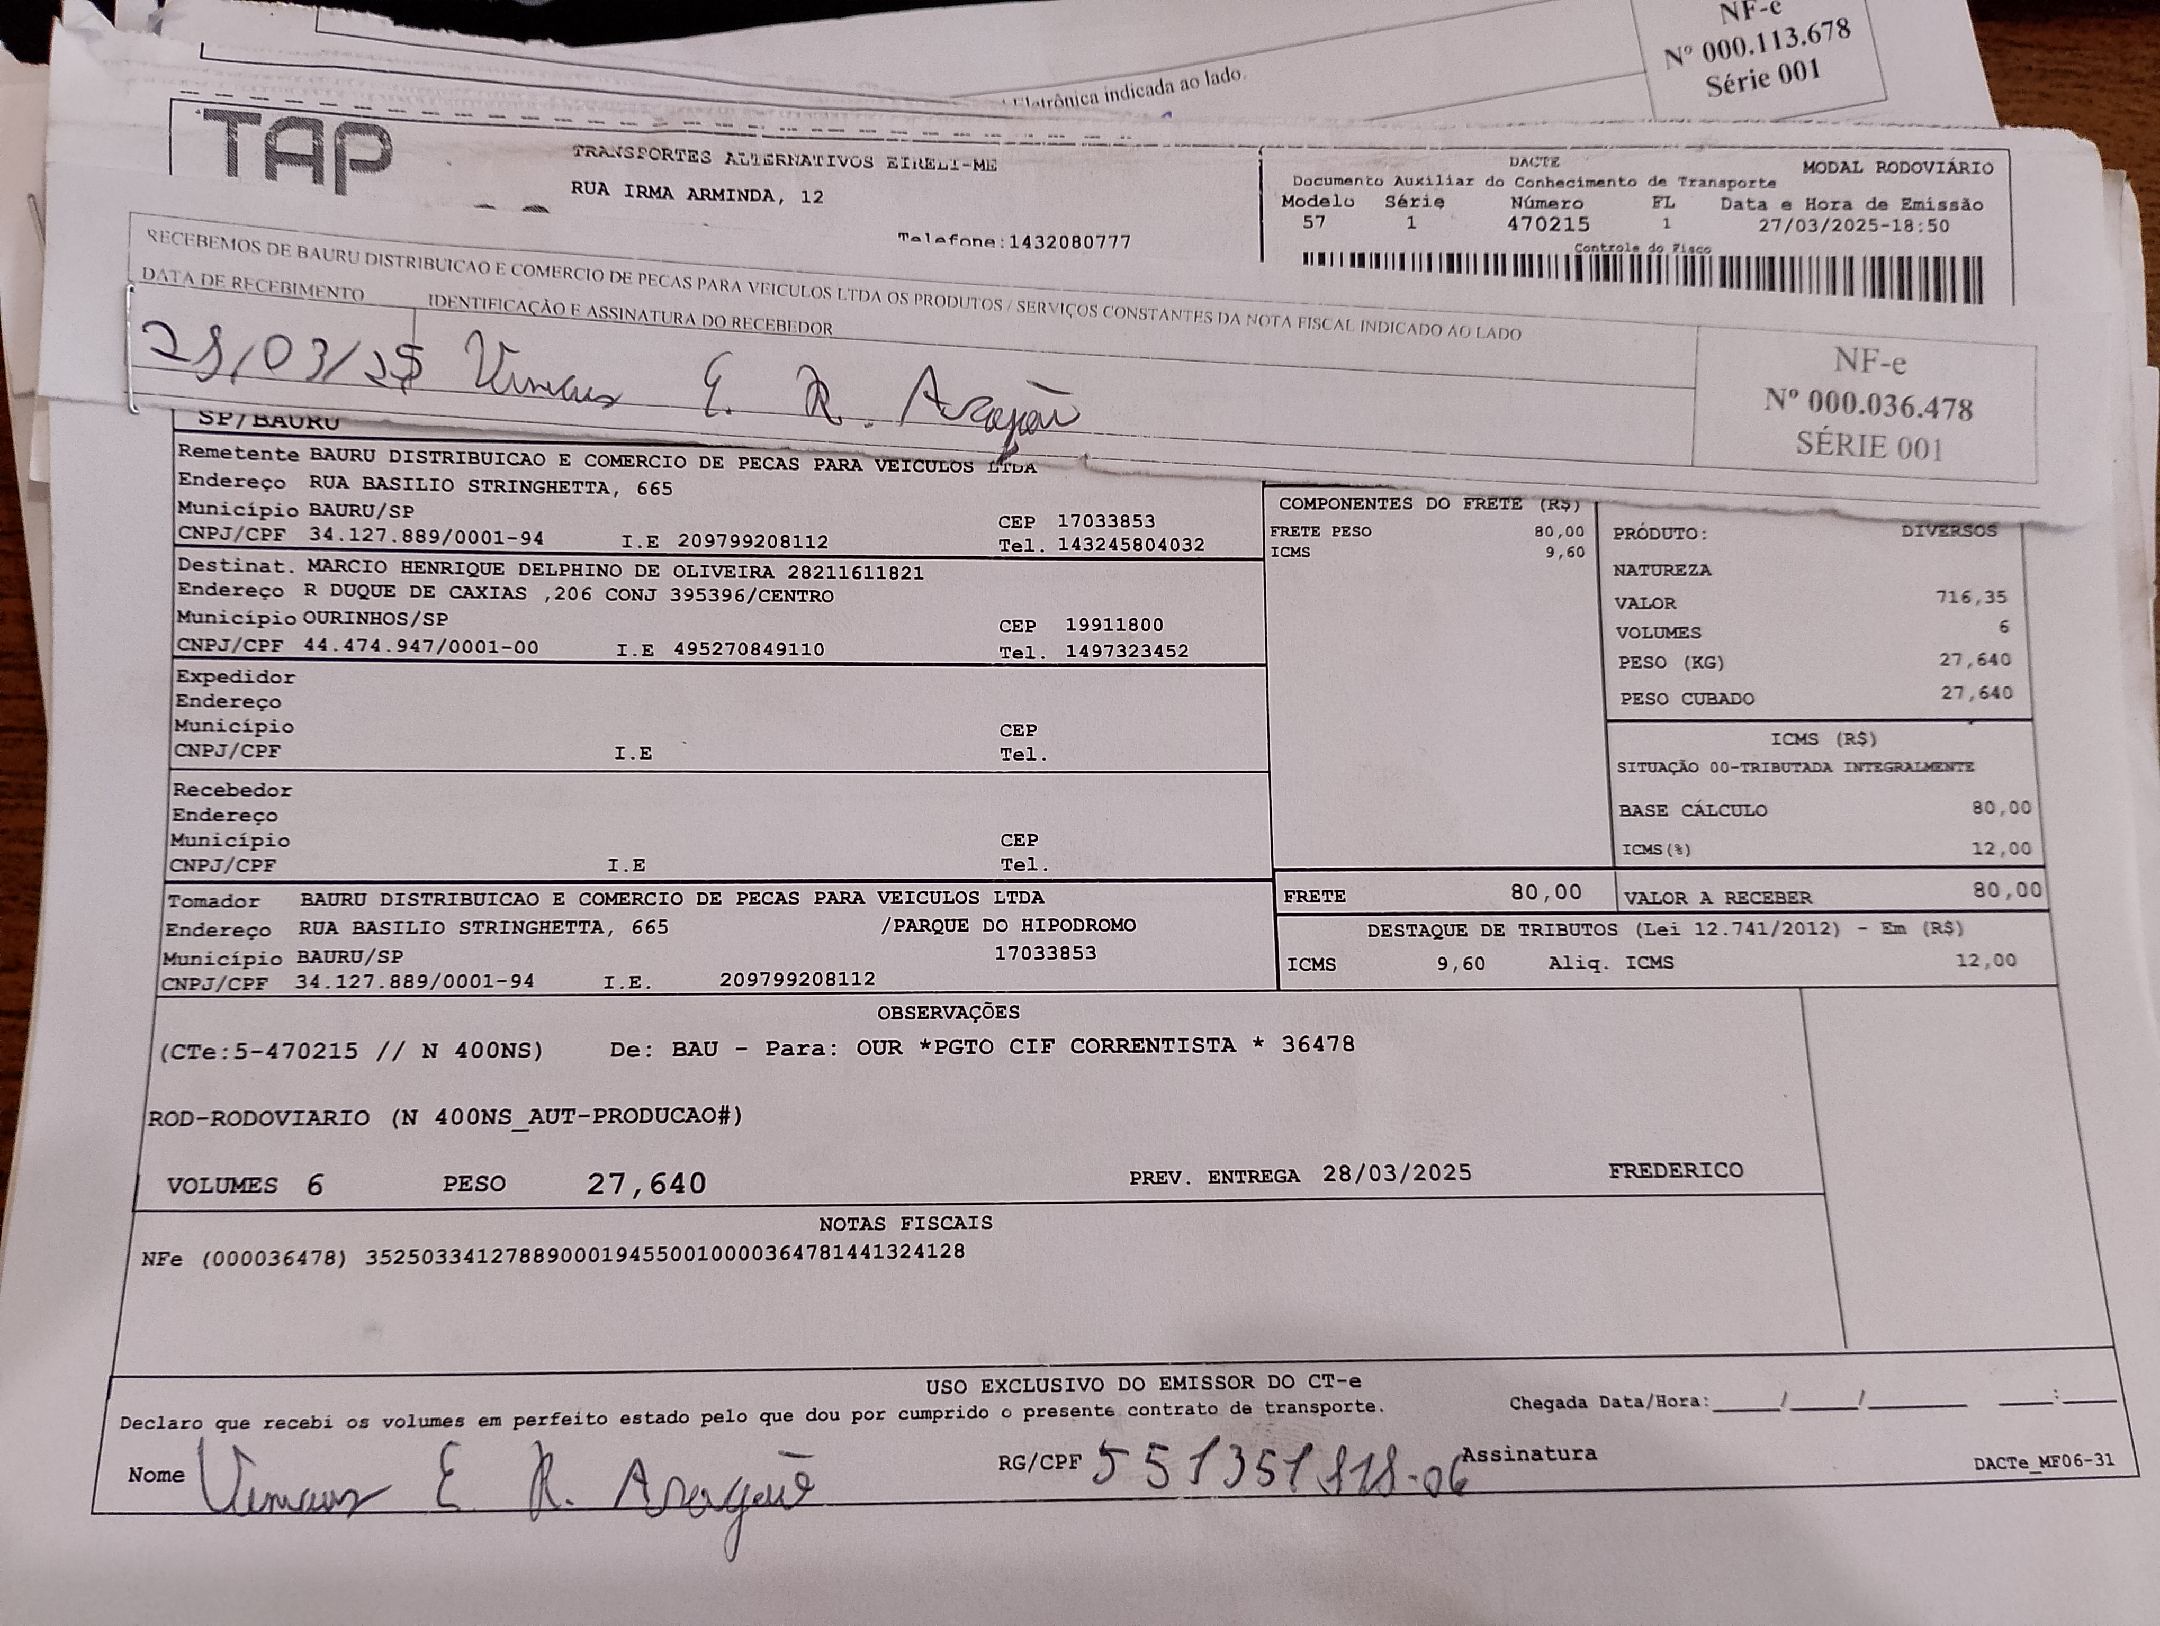 NF-e
Nº 000.113.678
Série 001
Eletrônica indicada ao lado.
TAP
TRANSPORTES ALTERNATIVOS EIRELI-ME
RUA IRMA ARMINDA, 12
Telefone:1432080777
DACTE MODAL RODOVIÁRIO
Documento Auxiliar do Conhecimento de Transporte
Modelo Série Número FL Data e Hora de Emissão
57 1 470215 1 27/03/2025-18:50
Controle do Fisco
RECEBEMOS DE BAURU DISTRIBUICAO E COMERCIO DE PECAS PARA VEICULOS LTDA OS PRODUTOS / SERVIÇOS CONSTANTES DA NOTA FISCAL INDICADO AO LADO
DATA DE RECEBIMENTO IDENTIFICAÇÃO E ASSINATURA DO RECEBEDOR
28/03/25 E. R. Aragão
NF-e
Nº 000.036.478
SÉRIE 001
SP/BAURU
Remetente BAURU DISTRIBUICAO E COMERCIO DE PECAS PARA VEICULOS LTDA
Endereço RUA BASILIO STRINGHETTA, 665
Município BAURU/SP CEP 17033853
CNPJ/CPF 34.127.889/0001-94 I.E 209799208112 Tel. 143245804032
Destinat. MARCIO HENRIQUE DELPHINO DE OLIVEIRA 28211611821
Endereço R DUQUE DE CAXIAS ,206 CONJ 395396/CENTRO
Município OURINHOS/SP CEP 19911800
CNPJ/CPF 44.474.947/0001-00 I.E 495270849110 Tel. 1497323452
Expedidor
Endereço
Município CEP
CNPJ/CPF I.E Tel.
Recebedor
Endereço
Município CEP
CNPJ/CPF I.E Tel.
Tomador BAURU DISTRIBUICAO E COMERCIO DE PECAS PARA VEICULOS LTDA
Endereço RUA BASILIO STRINGHETTA, 665 /PARQUE DO HIPODROMO
Município BAURU/SP 17033853
CNPJ/CPF 34.127.889/0001-94 I.E. 209799208112
COMPONENTES DO FRETE (R$)
FRETE PESO 80,00
ICMS 9,60
PRODUTO: DIVERSOS
NATUREZA
VALOR 716,35
VOLUMES 6
PESO (KG) 27,640
PESO CUBADO 27,640
ICMS (R$)
SITUAÇÃO 00-TRIBUTADA INTEGRALMENTE
BASE CÁLCULO 80,00
ICMS(%) 12,00
FRETE 80,00 VALOR A RECEBER 80,00
DESTAQUE DE TRIBUTOS (Lei 12.741/2012) - Em (R$)
ICMS 9,60 Aliq. ICMS 12,00
OBSERVAÇÕES
(CTe:5-470215 // N 400NS) De: BAU - Para: OUR *PGTO CIF CORRENTISTA * 36478
ROD-RODOVIARIO (N 400NS_AUT-PRODUCAO#)
VOLUMES 6 PESO 27,640 PREV. ENTREGA 28/03/2025 FREDERICO
NOTAS FISCAIS
NFe (000036478) 35250334127889000194550010000364781441324128
USO EXCLUSIVO DO EMISSOR DO CT-e
Declaro que recebi os volumes em perfeito estado pelo que dou por cumprido o presente contrato de transporte. Chegada Data/Hora:____/____/______ ___:___
Nome E R. Aragão RG/CPF 551351818-06 Assinatura DACTe_MF06-31